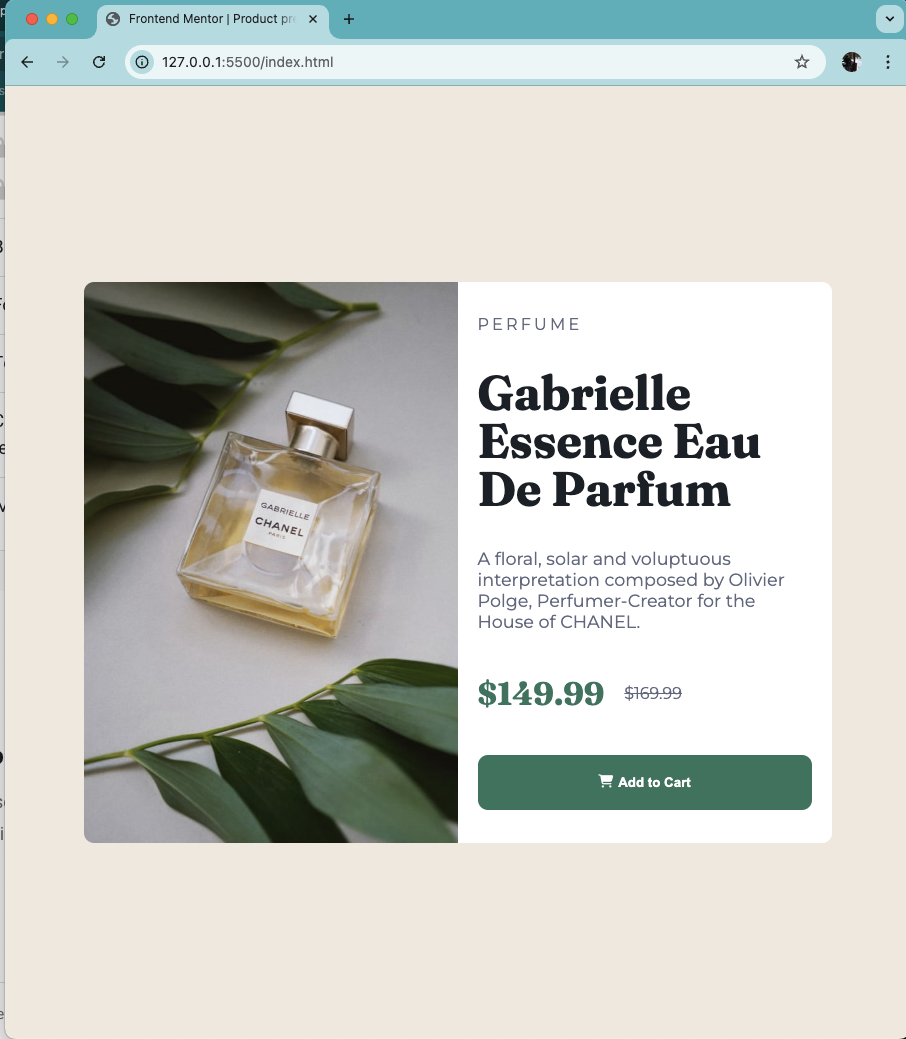 Frontend Mentor | Product pr
127.0.0.1:5500/index.html
GABRIELLE
CHANEL
PARIS
PERFUME
Gabrielle
Essence Eau
De Parfum
A floral, solar and voluptuous
interpretation composed by Olivier
Polge, Perfumer-Creator for the
House of CHANEL.
$149.99 $169.99
Add to Cart